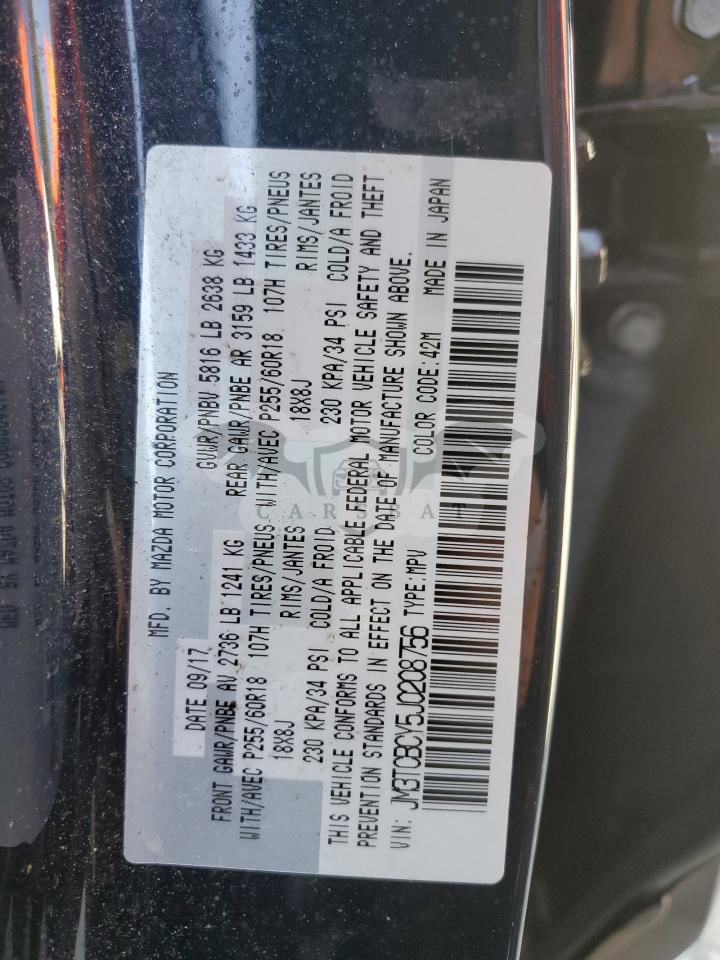 MFD. BY MAZDA MOTOR CORPORATION
DATE 09/17 GVWR/PNBV 5816 LB 2638 KG
FRONT GAWR/PNBE AV 2736 LB 1241 KG REAR GAWR/PNBE AR 3159 LB 1433 KG
WITH/AVEC P255/60R18 107H TIRES/PNEUS WITH/AVEC P255/60R18 107H TIRES/PNEUS
18X8J RIMS/JANTES 18X8J RIMS/JANTES
230 KPA/34 PSI COLD/A FROID 230 KPA/34 PSI COLD/A FROID
THIS VEHICLE CONFORMS TO ALL APPLICABLE FEDERAL MOTOR VEHICLE SAFETY AND THEFT
PREVENTION STANDARDS IN EFFECT ON THE DATE OF MANUFACTURE SHOWN ABOVE.
VIN: JM3TCBCY5J0208756 TYPE:MPV COLOR CODE:42M MADE IN JAPAN
CARSBAT